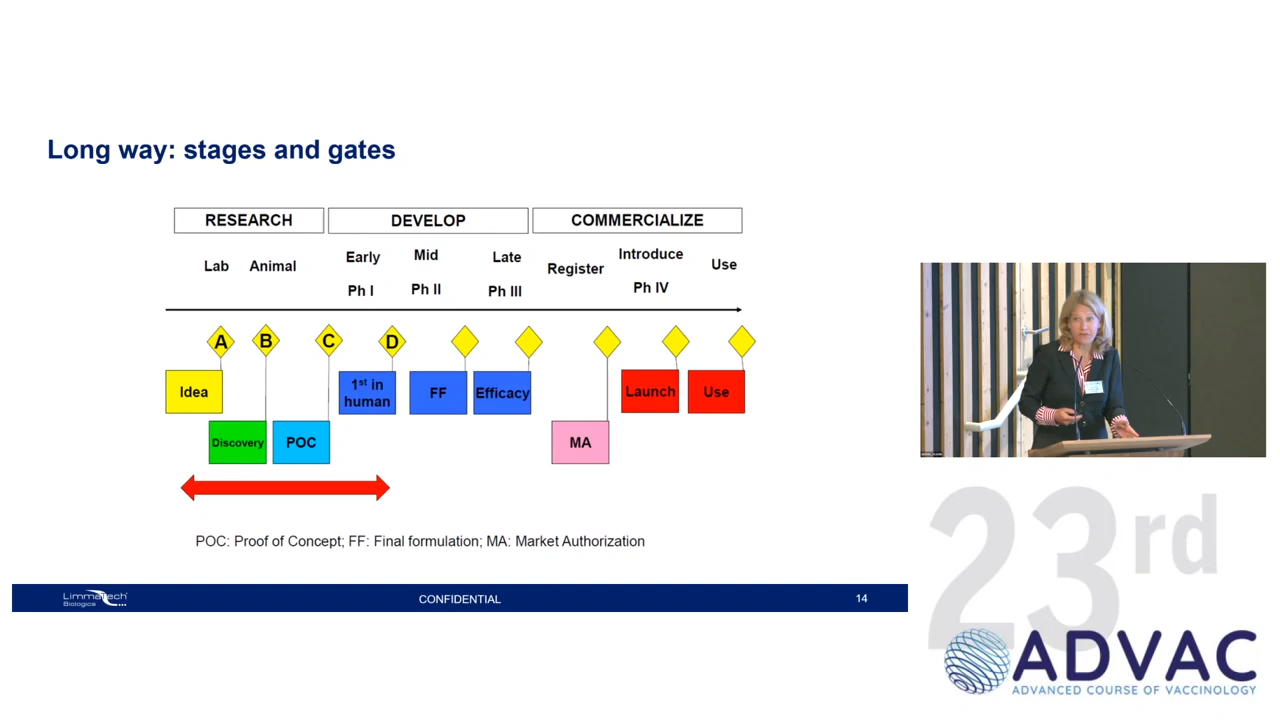 Long way: stages and gates
RESEARCH
DEVELOP
COMMERCIALIZE
Lab
Animal
Early
Ph I
Mid
Ph II
Late
Ph III
Register
Introduce
Ph IV
Use
A
B
C
D
Idea
Discovery
POC
1st in
human
FF
Efficacy
MA
Launch
Use
POC: Proof of Concept; FF: Final formulation; MA: Market Authorization
LimmaTech
Biologics
CONFIDENTIAL
14
23rd
ADVAC
ADVANCED COURSE OF VACCINOLOGY